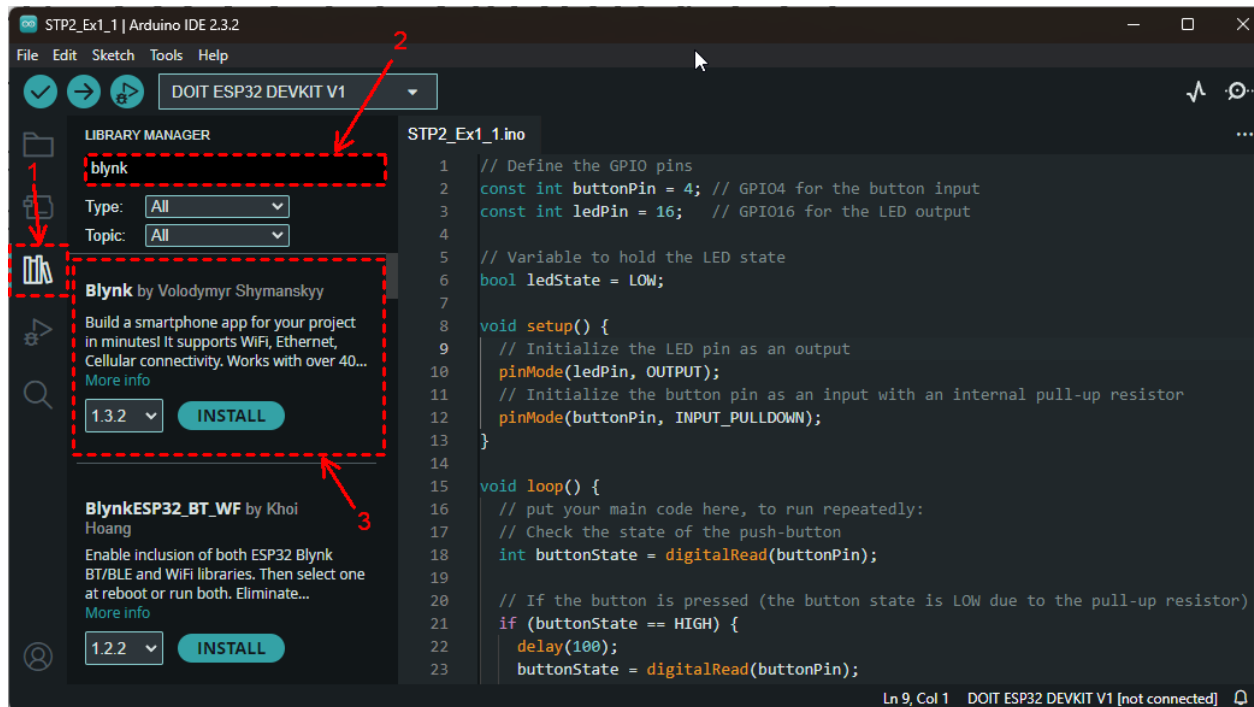 STP2_Ex1_1 | Arduino IDE 2.3.2
File Edit Sketch Tools Help
2
DOIT ESP32 DEVKIT V1
LIBRARY MANAGER
1
blynk
Type: All
Topic: All
Blynk by Volodymyr Shymanskyy
Build a smartphone app for your project
in minutes! It supports WiFi, Ethernet,
Cellular connectivity. Works with over 40...
More info
1.3.2 INSTALL
3
BlynkESP32_BT_WF by Khoi
Hoang
Enable inclusion of both ESP32 Blynk
BT/BLE and WiFi libraries. Then select one
at reboot or run both. Eliminate...
More info
1.2.2 INSTALL
STP2_Ex1_1.ino
1 // Define the GPIO pins
2 const int buttonPin = 4; // GPIO4 for the button input
3 const int ledPin = 16; // GPIO16 for the LED output
4
5 // Variable to hold the LED state
6 bool ledState = LOW;
7
8 void setup() {
9 // Initialize the LED pin as an output
10 pinMode(ledPin, OUTPUT);
11 // Initialize the button pin as an input with an internal pull-up resistor
12 pinMode(buttonPin, INPUT_PULLDOWN);
13 }
14
15 void loop() {
16 // put your main code here, to run repeatedly:
17 // Check the state of the push-button
18 int buttonState = digitalRead(buttonPin);
19
20 // If the button is pressed (the button state is LOW due to the pull-up resistor)
21 if (buttonState == HIGH) {
22 delay(100);
23 buttonState = digitalRead(buttonPin);
Ln 9, Col 1 DOIT ESP32 DEVKIT V1 [not connected]